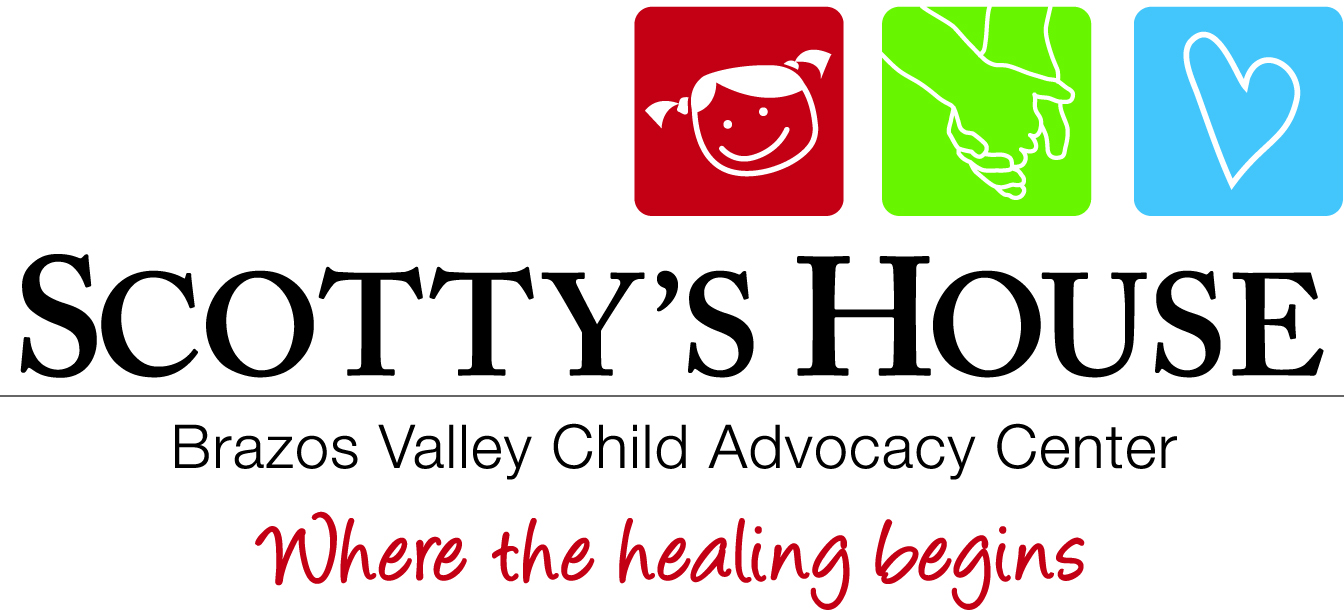 SCOTTY'S HOUSE
Brazos Valley Child Advocacy Center
Where the healing begins